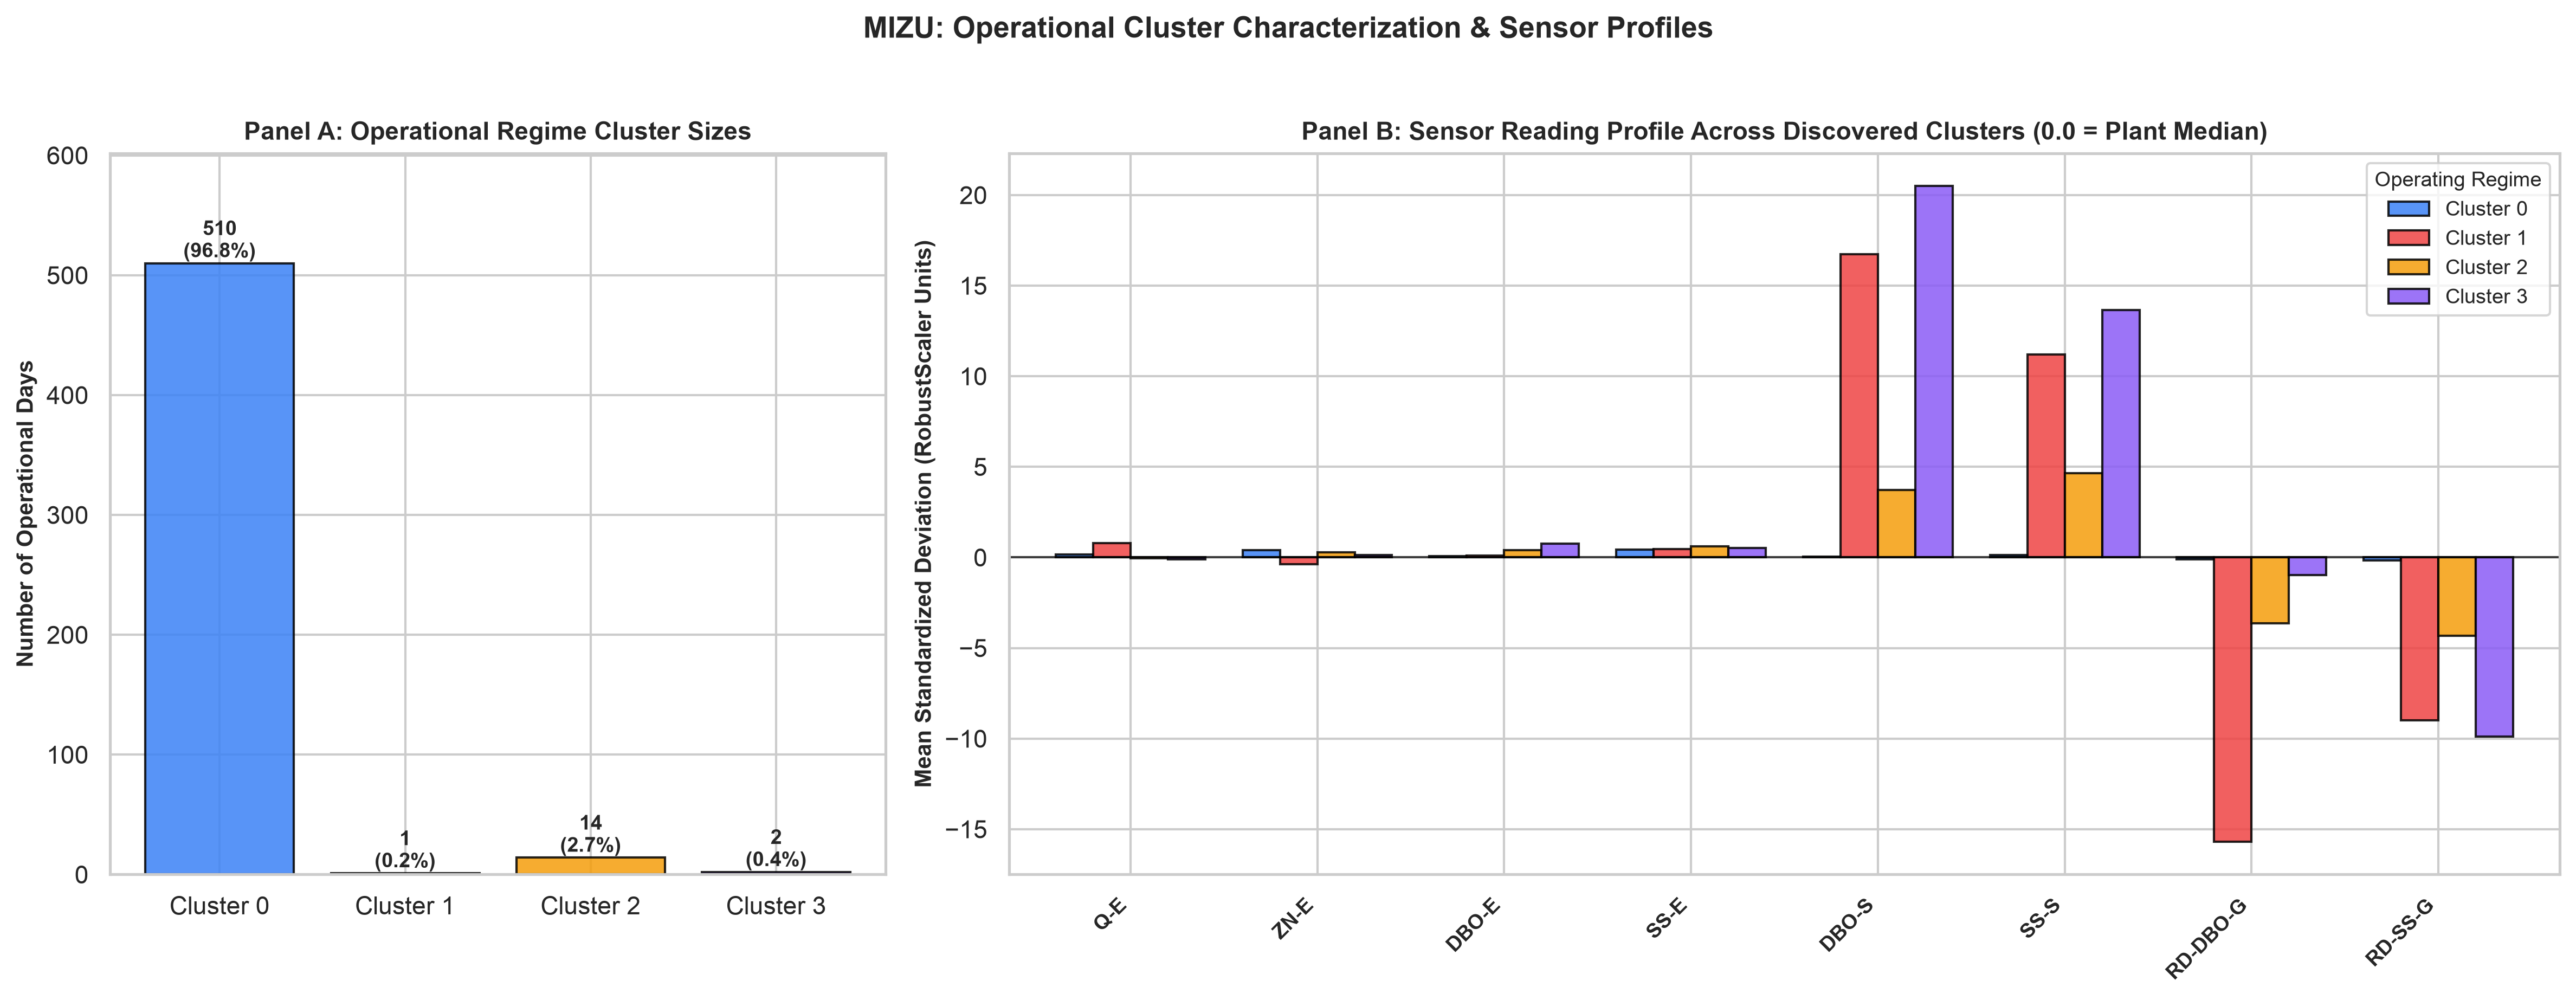 MIZU: Operational Cluster Characterization & Sensor Profiles
Panel A: Operational Regime Cluster Sizes
Number of Operational Days
600
500
400
300
200
100
0
510
(96.8%)
1
(0.2%)
14
(2.7%)
2
(0.4%)
Cluster 0
Cluster 1
Cluster 2
Cluster 3
Panel B: Sensor Reading Profile Across Discovered Clusters (0.0 = Plant Median)
Mean Standardized Deviation (RobustScaler Units)
20
15
10
5
0
−5
−10
−15
Operating Regime
Cluster 0
Cluster 1
Cluster 2
Cluster 3
Q-E
ZN-E
DBO-E
SS-E
DBO-S
SS-S
RD-DBO-G
RD-SS-G